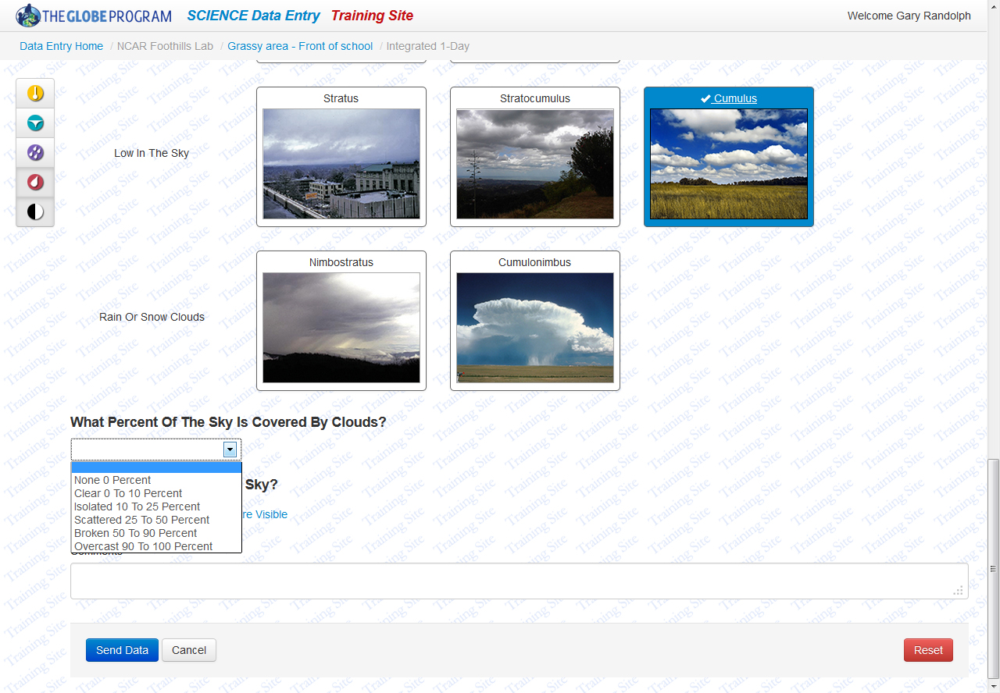 THE GLOBE PROGRAM SCIENCE Data Entry Training Site Welcome Gary Randolph
Data Entry Home / NCAR Foothills Lab / Grassy area - Front of school / Integrated 1-Day
Stratus Stratocumulus Cumulus
Low In The Sky
Nimbostratus Cumulonimbus
Rain Or Snow Clouds
What Percent Of The Sky Is Covered By Clouds?
None 0 Percent
Sky?
Clear 0 To 10 Percent
Isolated 10 To 25 Percent
re Visible
Scattered 25 To 50 Percent
Broken 50 To 90 Percent
Overcast 90 To 100 Percent
Comments
Send Data Cancel Reset
Training Site